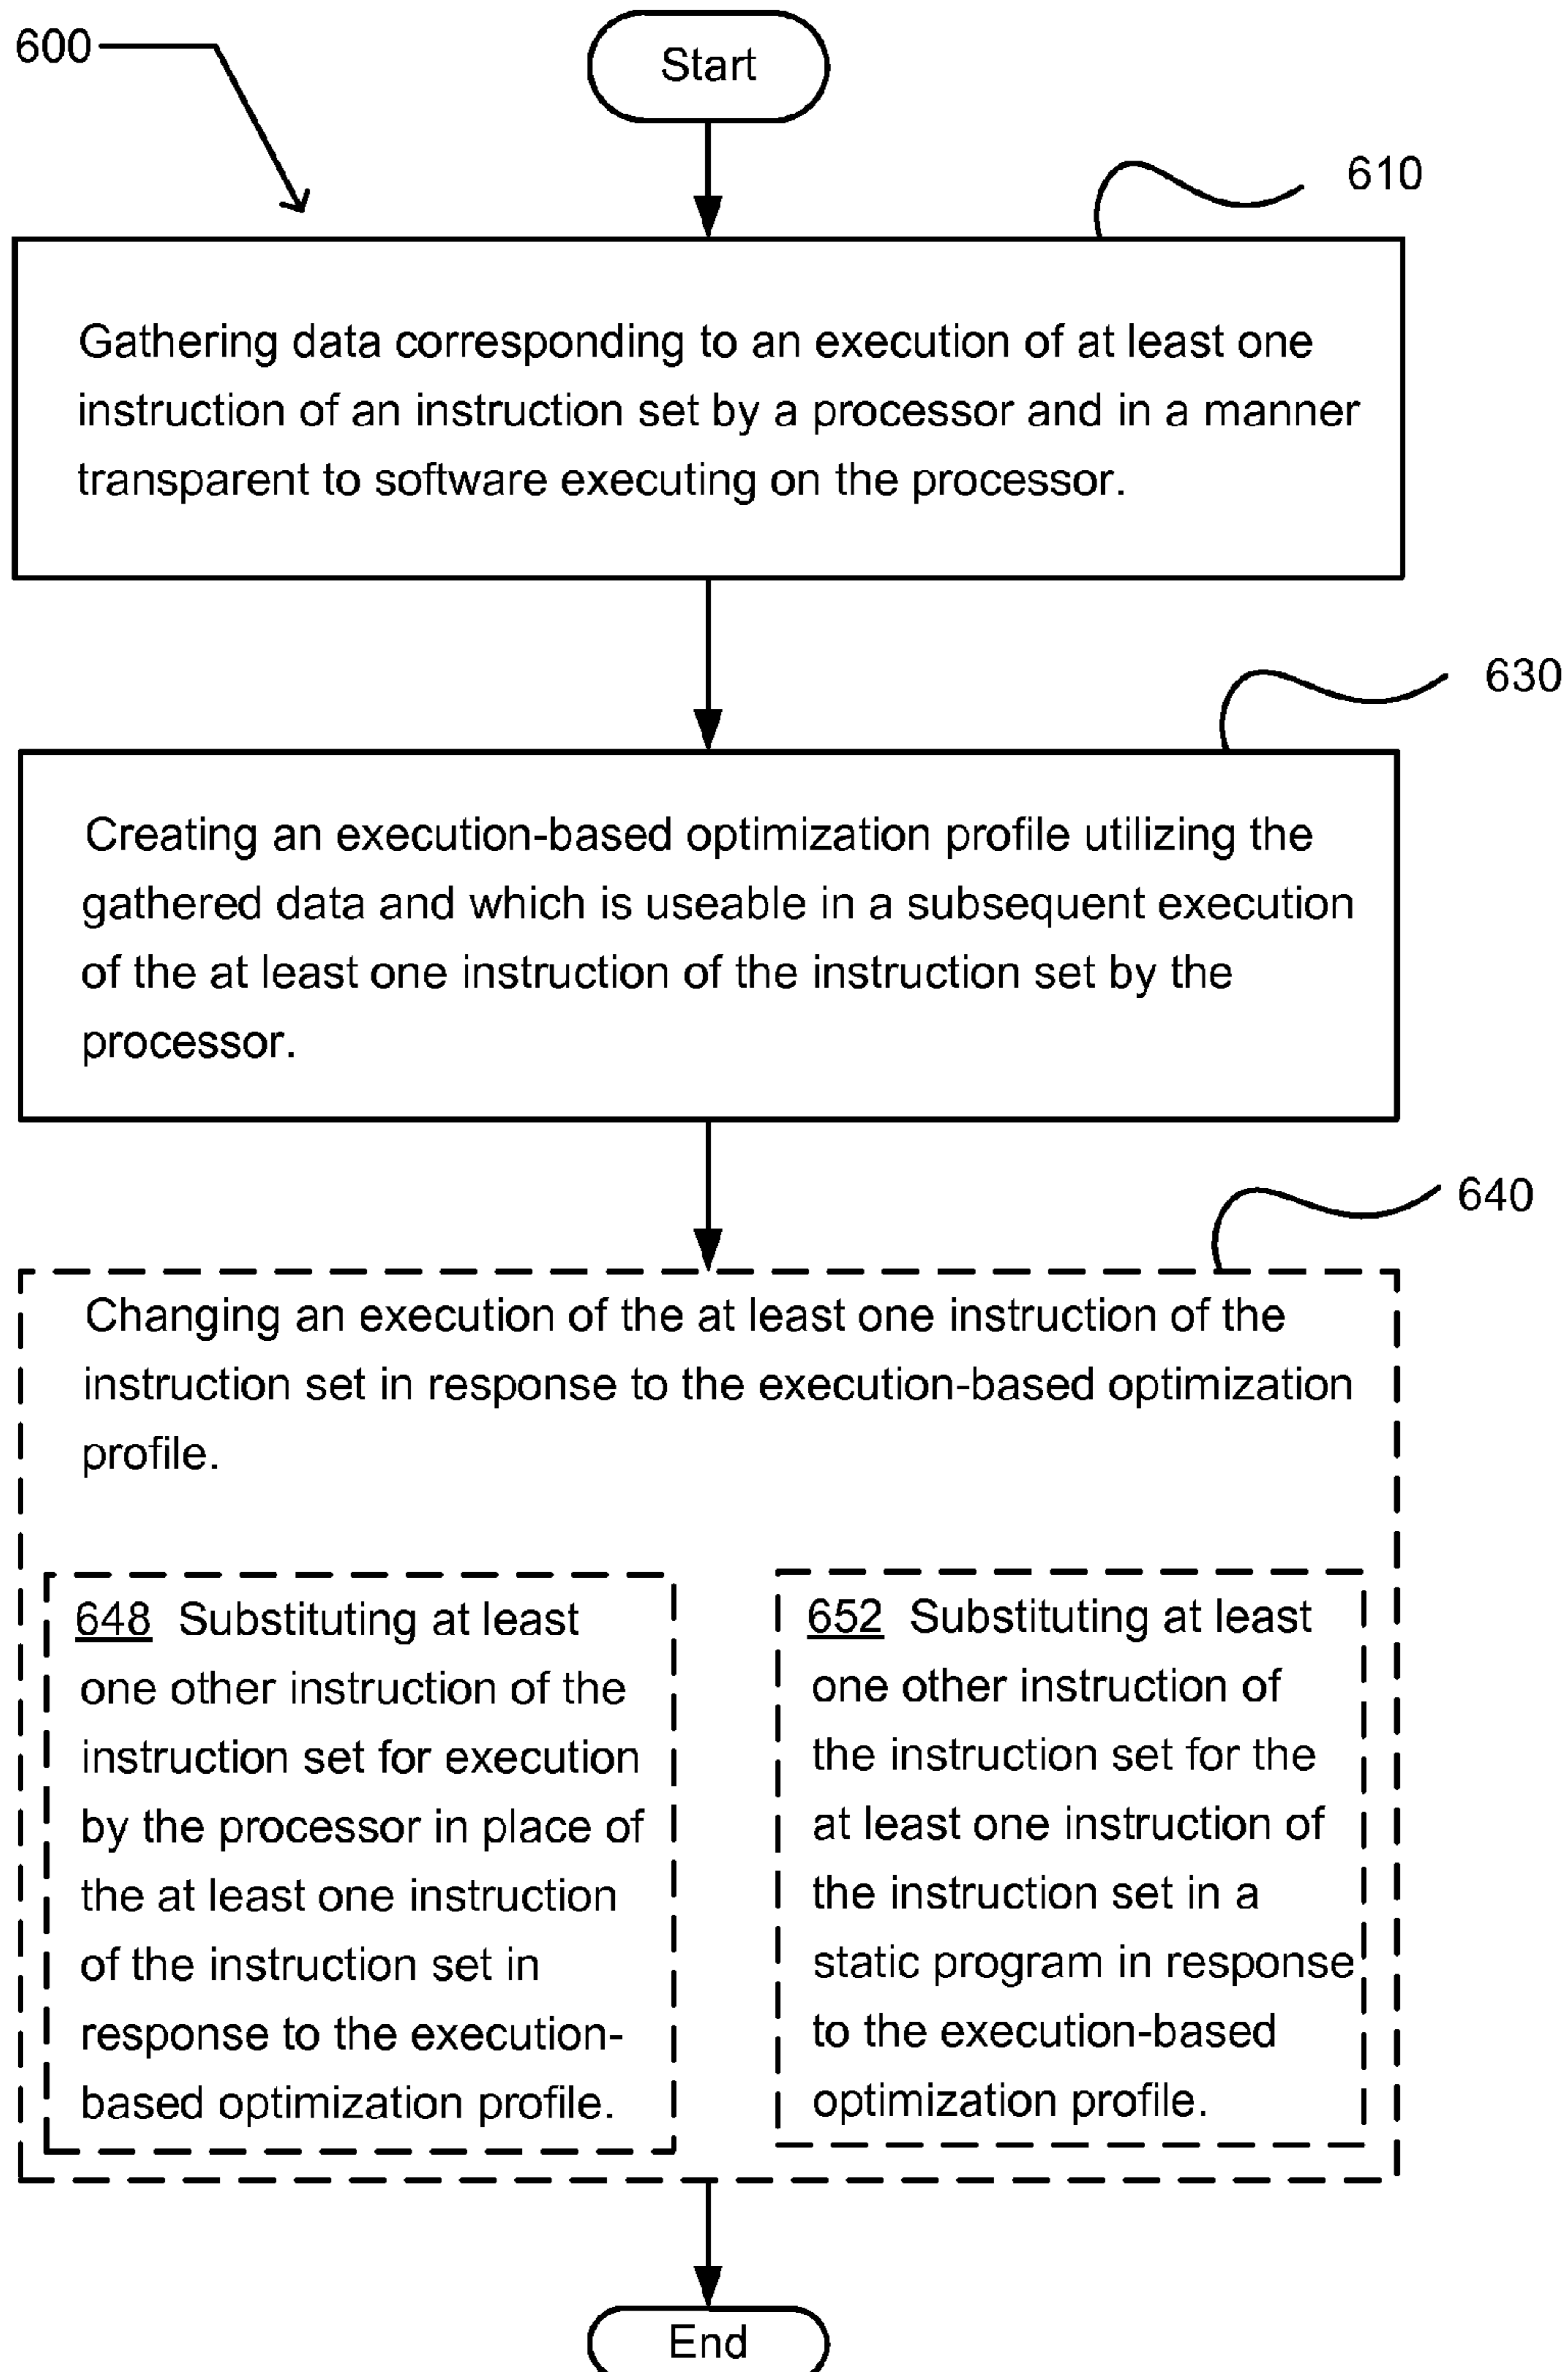 600
Start
610
Gathering data corresponding to an execution of at least one
instruction of an instruction set by a processor and in a manner
transparent to software executing on the processor.
630
Creating an execution-based optimization profile utilizing the
gathered data and which is useable in a subsequent execution
of the at least one instruction of the instruction set by the
processor.
640
Changing an execution of the at least one instruction of the
instruction set in response to the execution-based optimization
profile.
648 Substituting at least
one other instruction of the
instruction set for execution
by the processor in place of
the at least one instruction
of the instruction set in
response to the execution-
based optimization profile.
652 Substituting at least
one other instruction of
the instruction set for the
at least one instruction of
the instruction set in a
static program in response
to the execution-based
optimization profile.
End